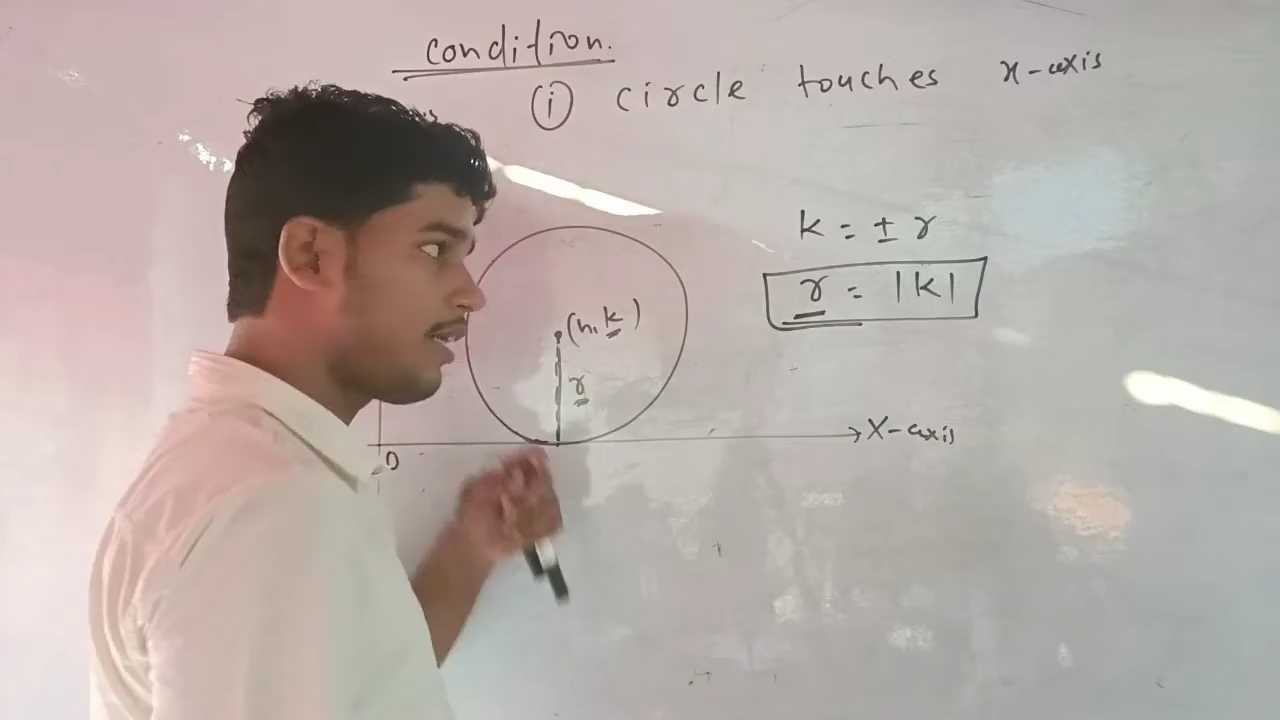 condition.
(i) circle touches x-axis
k = ± r
r = |k|
(h, k)
r
X-axis
O